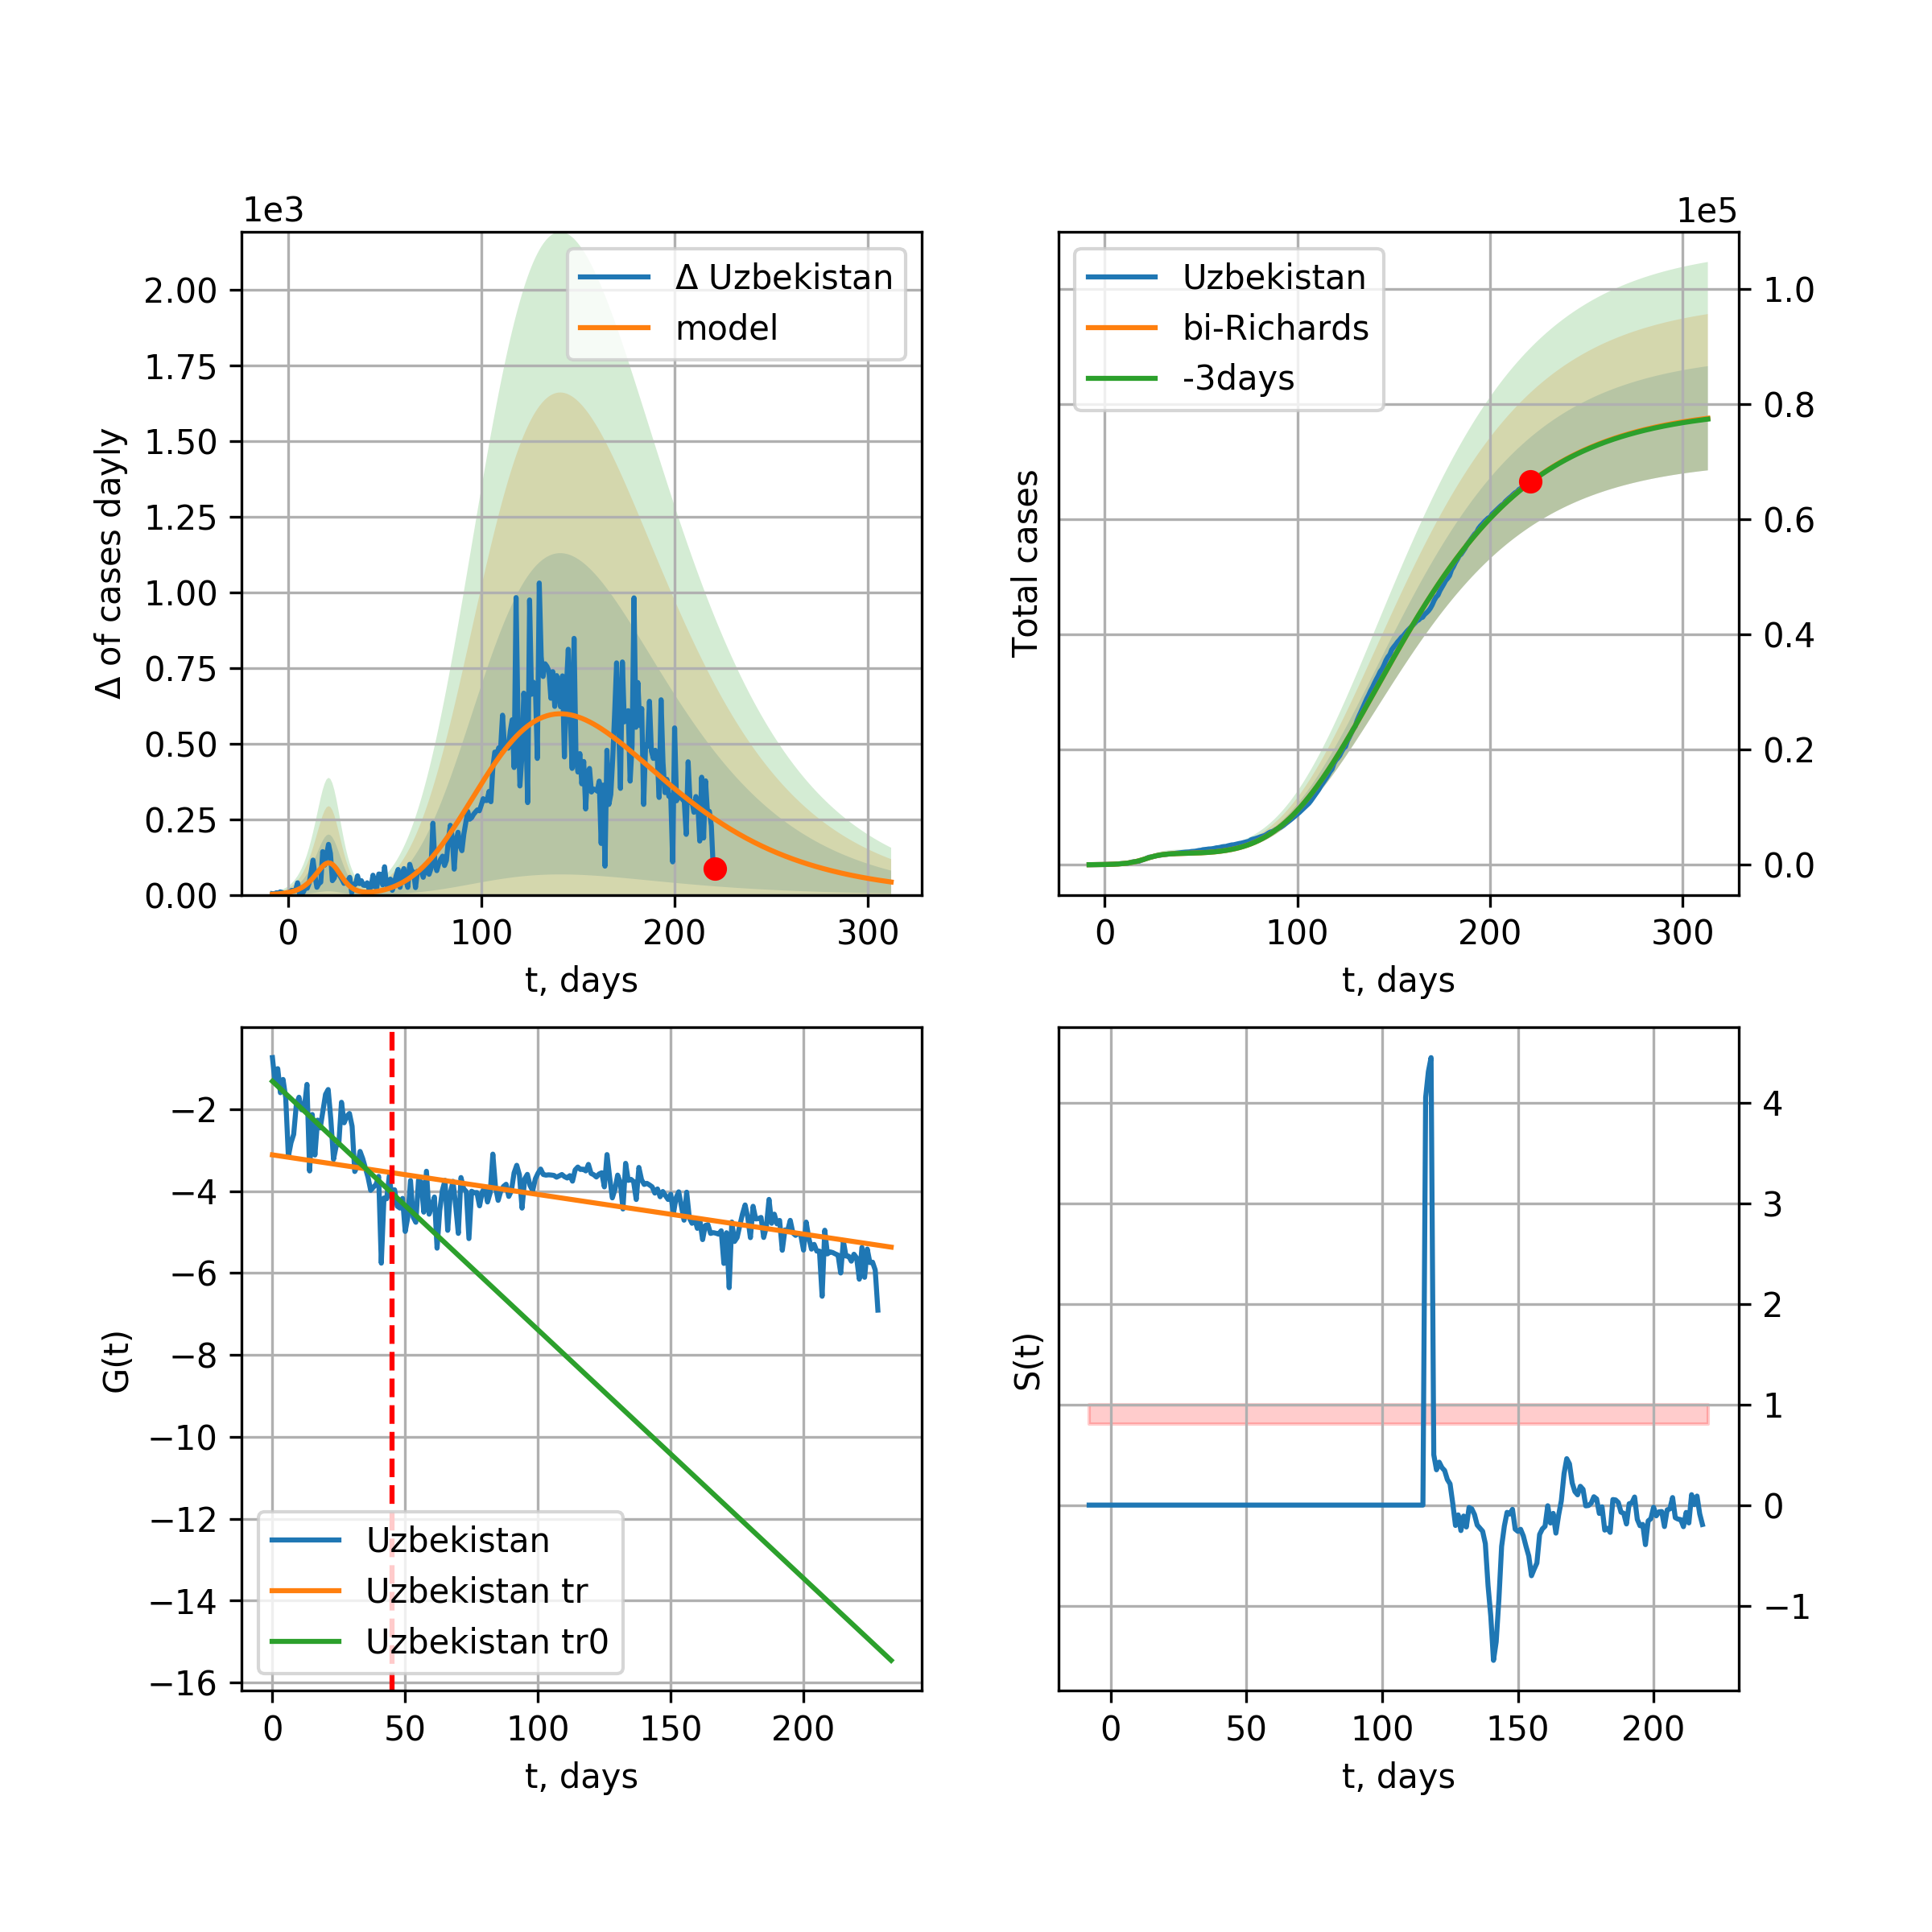 1e3
Δ of cases dayly
2.00
1.75
1.50
1.25
1.00
0.75
0.50
0.25
0.00
Δ Uzbekistan
model
0 100 200 300
t, days
1e5
Total cases
Uzbekistan
bi-Richards
-3days
1.0
0.8
0.6
0.4
0.2
0.0
0 100 200 300
t, days
G(t)
−2
−4
−6
−8
−10
−12
−14
−16
Uzbekistan
Uzbekistan tr
Uzbekistan tr0
0 50 100 150 200
t, days
S(t)
4
3
2
1
0
−1
0 50 100 150 200
t, days